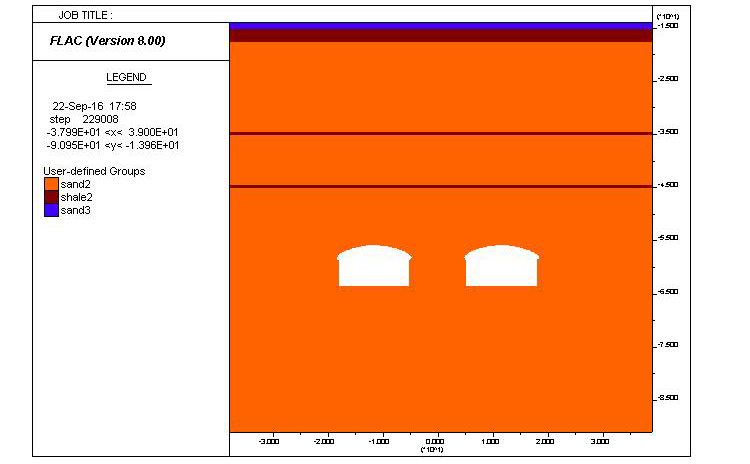 JOB TITLE :
FLAC (Version 8.00)
LEGEND
22-Sep-16 17:58
step 229008
-3.799E+01 <x< 3.900E+01
-9.095E+01 <y< -1.396E+01
User-defined Groups
sand2
shale2
sand3
(*10^1)
-1.500
-2.500
-3.500
-4.500
-5.500
-6.500
-7.500
-8.500
-3.000 -1.000 0.000 1.000 2.000 3.000
(*10^1)